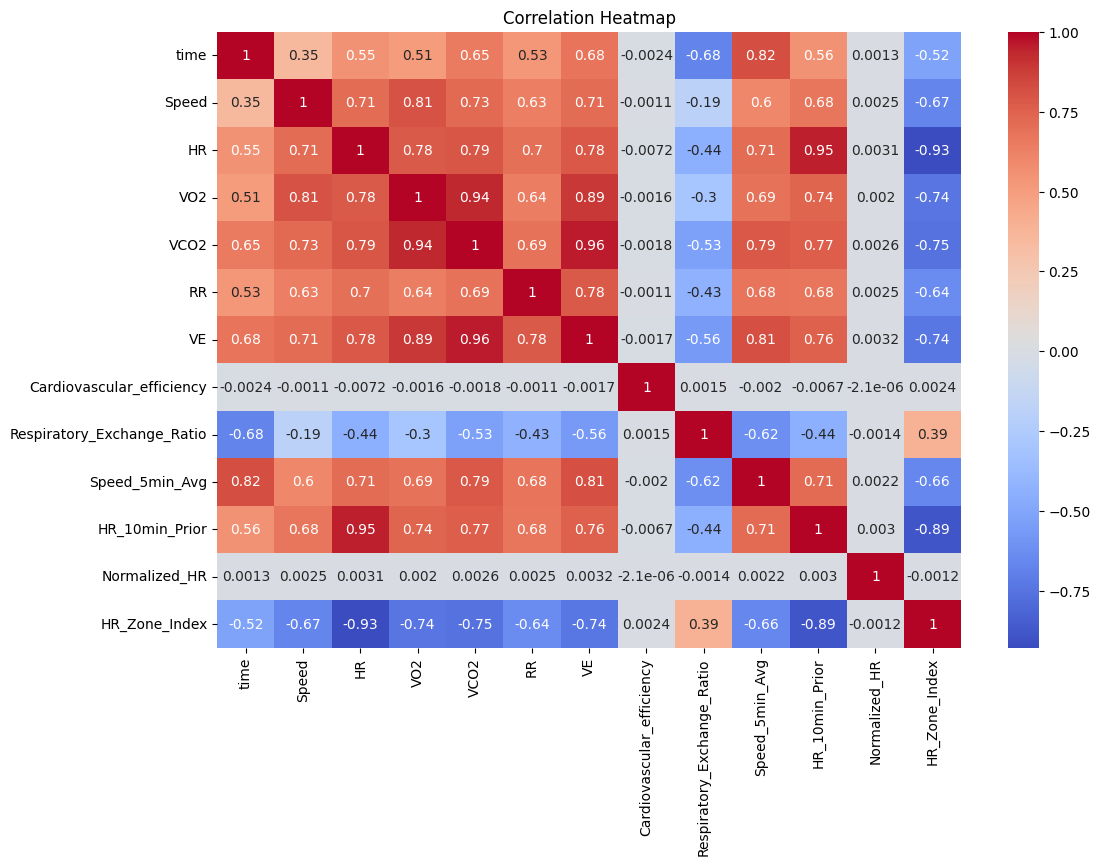 Correlation Heatmap
time 1 0.35 0.55 0.51 0.65 0.53 0.68 -0.0024 -0.68 0.82 0.56 0.0013 -0.52
Speed 0.35 1 0.71 0.81 0.73 0.63 0.71 -0.0011 -0.19 0.6 0.68 0.0025 -0.67
HR 0.55 0.71 1 0.78 0.79 0.7 0.78 -0.0072 -0.44 0.71 0.95 0.0031 -0.93
VO2 0.51 0.81 0.78 1 0.94 0.64 0.89 -0.0016 -0.3 0.69 0.74 0.002 -0.74
VCO2 0.65 0.73 0.79 0.94 1 0.69 0.96 -0.0018 -0.53 0.79 0.77 0.0026 -0.75
RR 0.53 0.63 0.7 0.64 0.69 1 0.78 -0.0011 -0.43 0.68 0.68 0.0025 -0.64
VE 0.68 0.71 0.78 0.89 0.96 0.78 1 -0.0017 -0.56 0.81 0.76 0.0032 -0.74
Cardiovascular_efficiency -0.0024 -0.0011 -0.0072 -0.0016 -0.0018 -0.0011 -0.0017 1 0.0015 -0.002 -0.0067 -2.1e-06 0.0024
Respiratory_Exchange_Ratio -0.68 -0.19 -0.44 -0.3 -0.53 -0.43 -0.56 0.0015 1 -0.62 -0.44 -0.0014 0.39
Speed_5min_Avg 0.82 0.6 0.71 0.69 0.79 0.68 0.81 -0.002 -0.62 1 0.71 0.0022 -0.66
HR_10min_Prior 0.56 0.68 0.95 0.74 0.77 0.68 0.76 -0.0067 -0.44 0.71 1 0.003 -0.89
Normalized_HR 0.0013 0.0025 0.0031 0.002 0.0026 0.0025 0.0032 -2.1e-06 -0.0014 0.0022 0.003 1 -0.0012
HR_Zone_Index -0.52 -0.67 -0.93 -0.74 -0.75 -0.64 -0.74 0.0024 0.39 -0.66 -0.89 -0.0012 1
time
Speed
HR
VO2
VCO2
RR
VE
Cardiovascular_efficiency
Respiratory_Exchange_Ratio
Speed_5min_Avg
HR_10min_Prior
Normalized_HR
HR_Zone_Index
1.00
0.75
0.50
0.25
0.00
−0.25
−0.50
−0.75